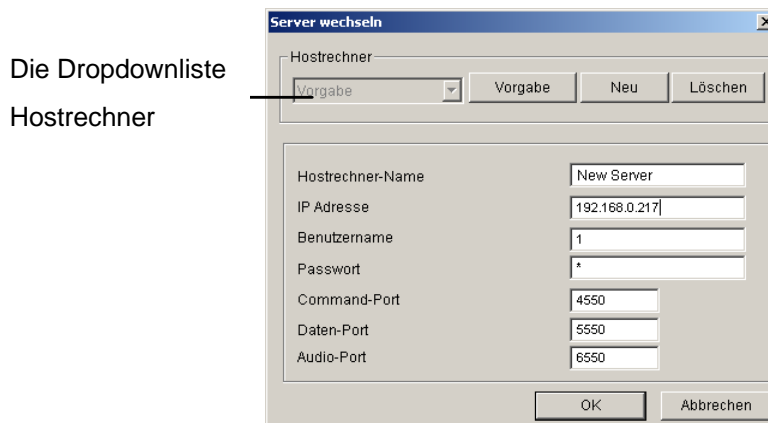 Die Dropdownliste
Hostrechner
Server wechseln
Hostrechner
Vorgabe Vorgabe Neu Löschen
Hostrechner-Name New Server
IP Adresse 192.168.0.217
Benutzername 1
Passwort *
Command-Port 4550
Daten-Port 5550
Audio-Port 6550
OK Abbrechen